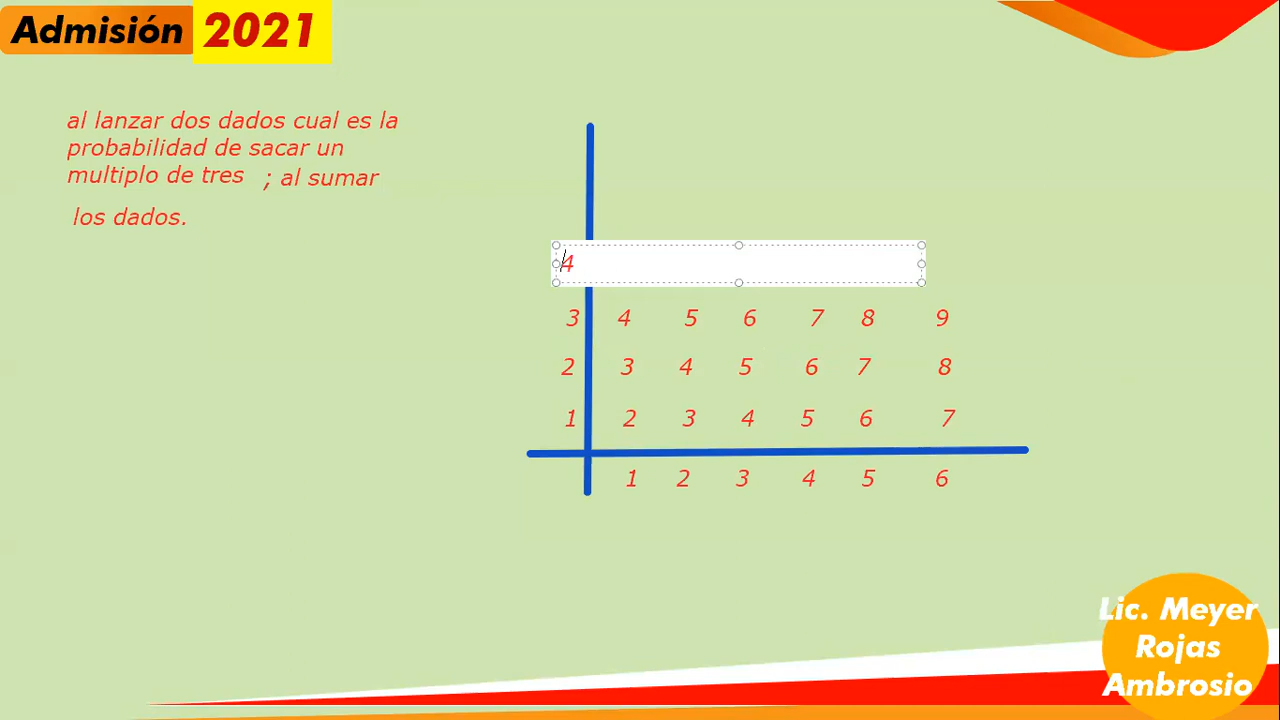 Admisión 2021
al lanzar dos dados cual es la
probabilidad de sacar un
multiplo de tres ; al sumar
los dados.
4
3 4 5 6 7 8 9
2 3 4 5 6 7 8
1 2 3 4 5 6 7
1 2 3 4 5 6
Lic. Meyer
Rojas
Ambrosio